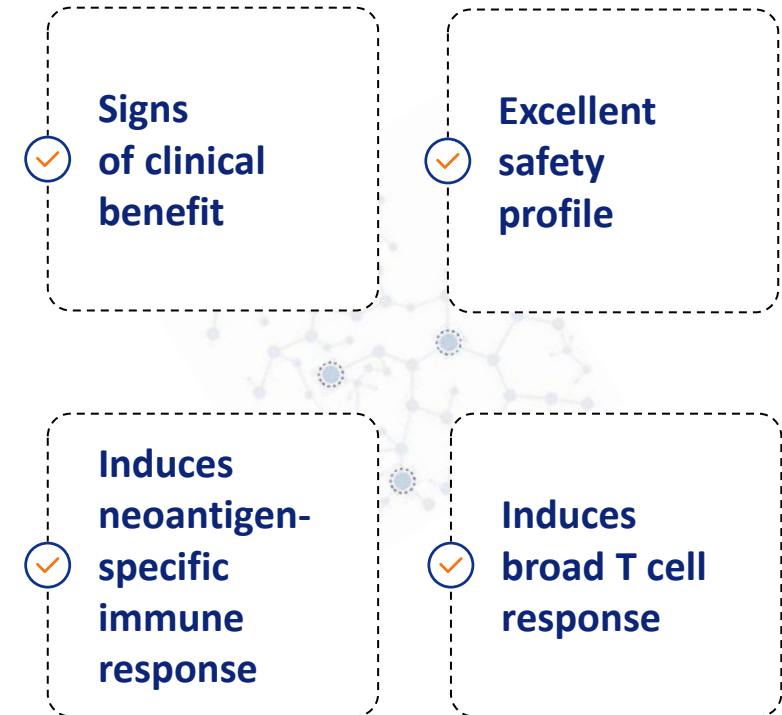 Signs
of clinical
benefit
Excellent
safety
profile
Induces
neoantigen-
specific
immune
response
Induces
broad T cell
response